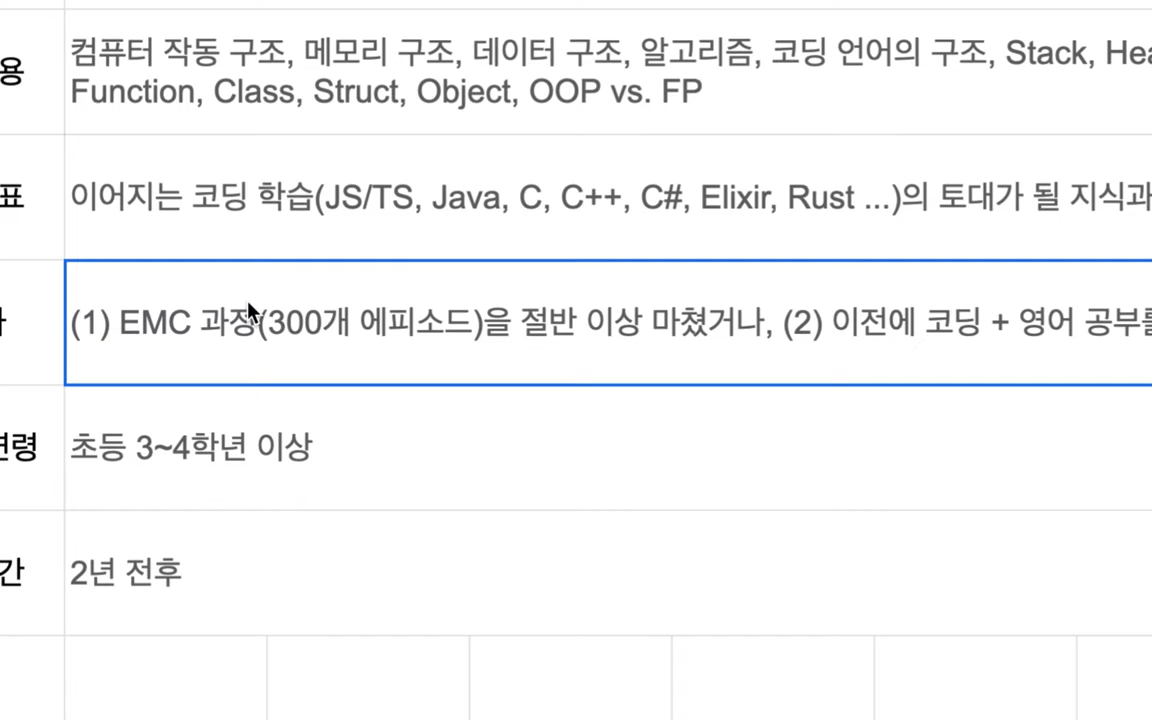 용
컴퓨터 작동 구조, 메모리 구조, 데이터 구조, 알고리즘, 코딩 언어의 구조, Stack,
Function, Class, Struct, Object, OOP vs. FP
표
이어지는 코딩 학습(JS/TS, Java, C, C++, C#, Elixir, Rust ...)의 토대가 될 지식과
(1) EMC 과정(300개 에피소드)을 절반 이상 마쳤거나, (2) 이전에 코딩 + 영어 공부를
연령
초등 3~4학년 이상
간
2년 전후